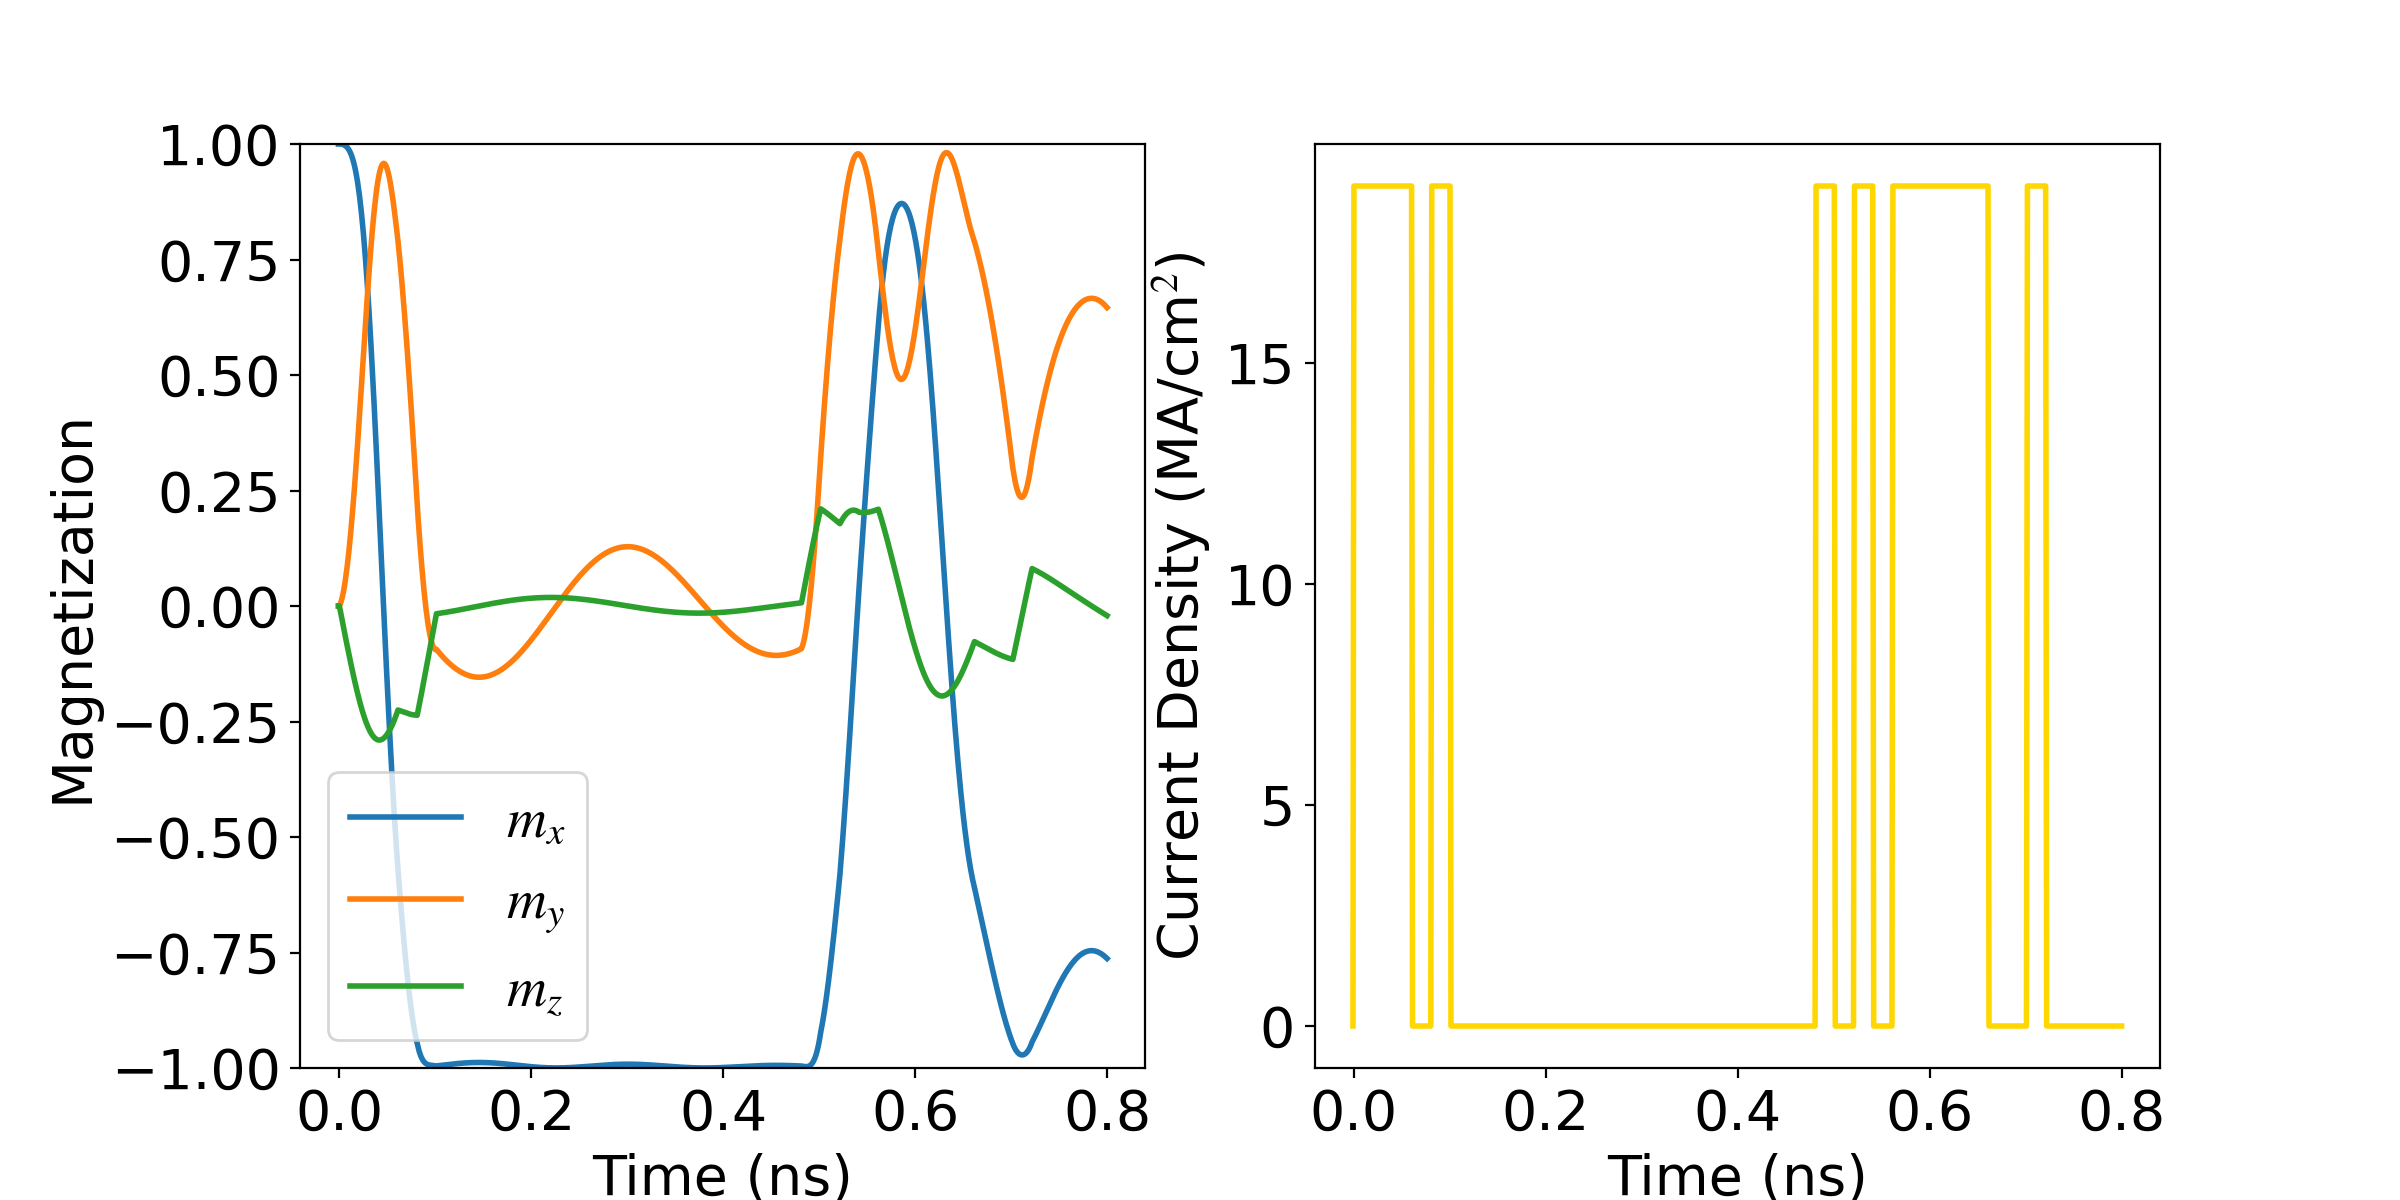 Magnetization
1.00
0.75
0.50
0.25
0.00
−0.25
−0.50
−0.75
−1.00
m_x
m_y
m_z
0.0 0.2 0.4 0.6 0.8
Time (ns)
Current Density (MA/cm²)
15
10
5
0
0.0 0.2 0.4 0.6 0.8
Time (ns)